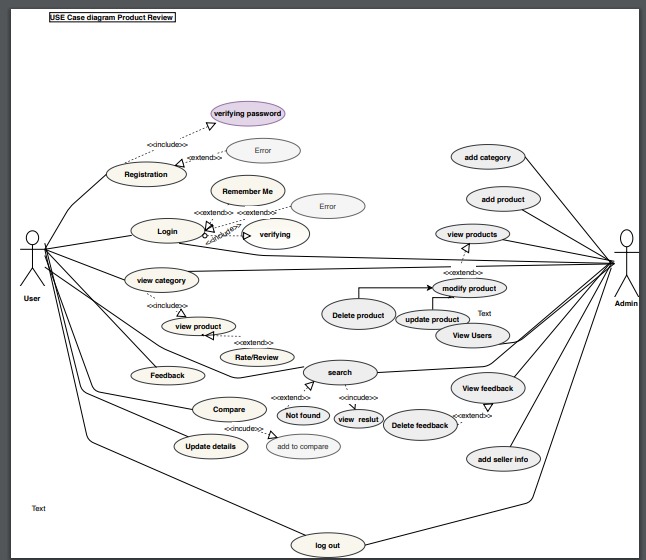 USE Case diagram Product Review
verifying password
<<include>>
Error
<<extend>>
Registration
add category
Remember Me
add product
<<extend>>
<<extend>>
Error
Login
<<include>>
verifying
view products
User
Admin
<<extend>>
view category
modify product
<<include>>
Delete product
update product
Text
view product
View Users
<<extend>>
Rate/Review
Feedback
search
<<extend>>
<<incude>>
View feedback
Compare
Not found
view reslut
Delete feedback
<<extend>>
<<incude>>
Update details
add to compare
add seller info
Text
log out